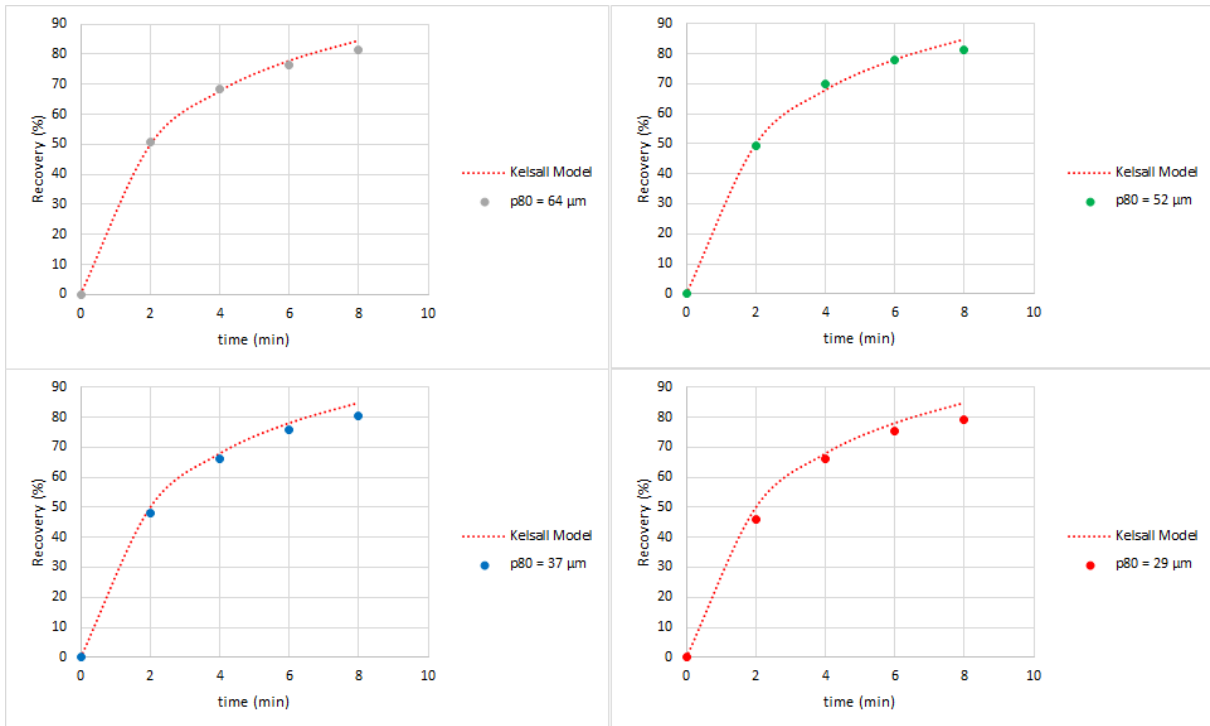 90
80
70
60
50
40
30
20
10
0
Recovery (%)
0 2 4 6 8 10
time (min)
Kelsall Model
p80 = 64 µm
90
80
70
60
50
40
30
20
10
0
Recovery (%)
0 2 4 6 8 10
time (min)
Kelsall Model
p80 = 52 µm
90
80
70
60
50
40
30
20
10
0
Recovery (%)
0 2 4 6 8 10
time (min)
Kelsall Model
p80 = 37 µm
90
80
70
60
50
40
30
20
10
0
Recovery (%)
0 2 4 6 8 10
time (min)
Kelsall Model
p80 = 29 µm